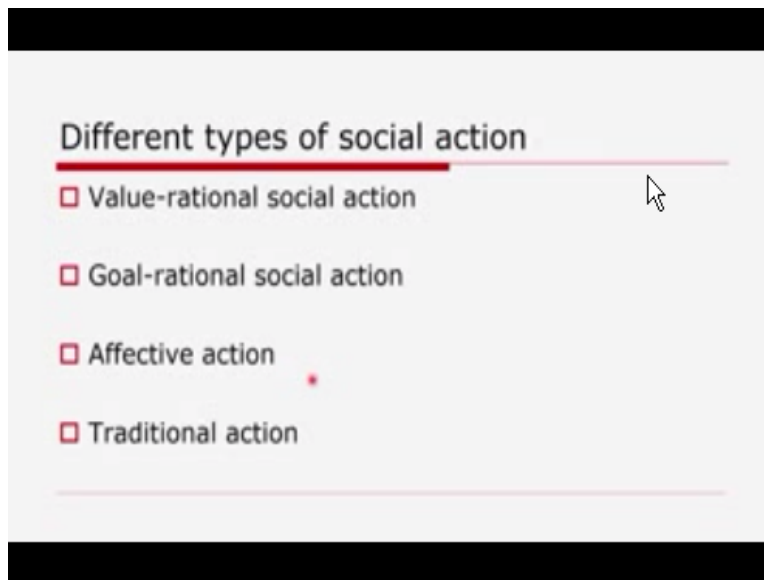 Different types of social action
Value-rational social action
Goal-rational social action
Affective action
Traditional action